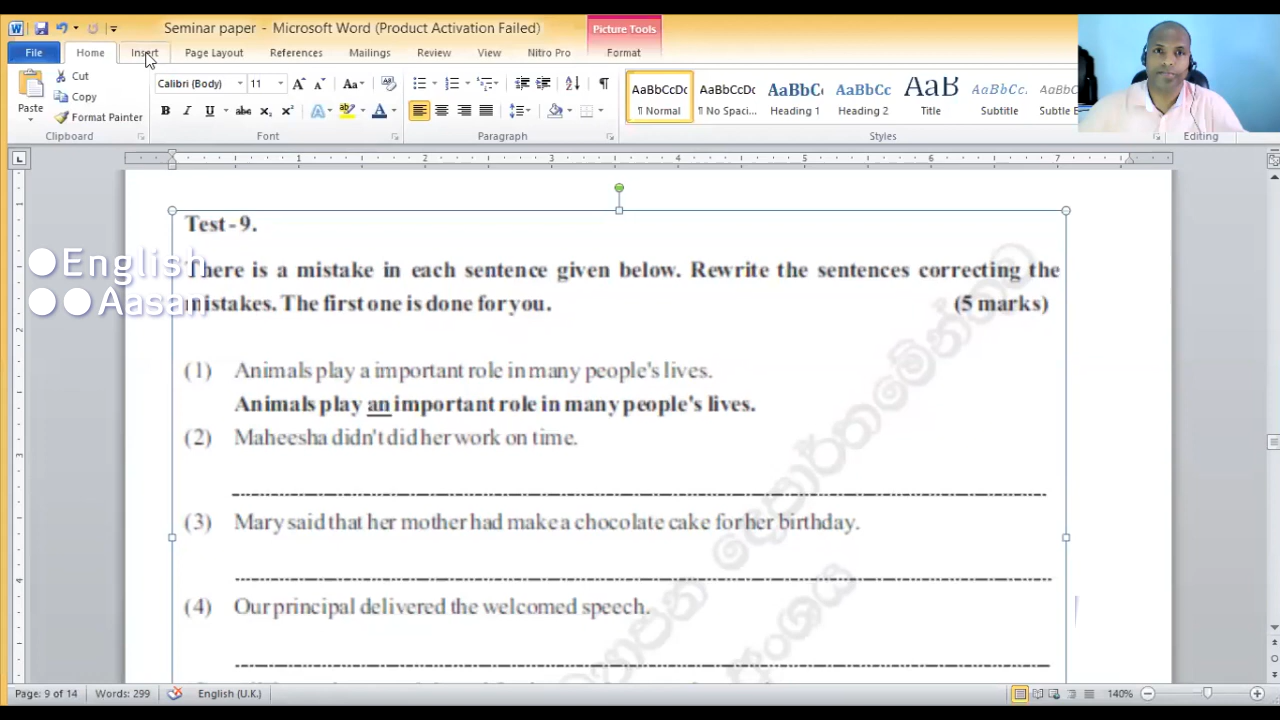 Seminar paper - Microsoft Word (Product Activation Failed)
Picture Tools
File Home Insert Page Layout References Mailings Review View Nitro Pro Format
Cut
Copy
Format Painter
Paste
Clipboard
Calibri (Body) 11
Font
Paragraph
AaBbCcDc AaBbCcDc AaBbC AaBbCc AaB AaBbCc. AaBbCc
¶ Normal ¶ No Spaci... Heading 1 Heading 2 Title Subtitle Subtle E
Styles
Editing
Test - 9.
English
Aasan
There is a mistake in each sentence given below. Rewrite the sentences correcting the
mistakes. The first one is done for you. (5 marks)
(1) Animals play a important role in many people's lives.
Animals play an important role in many people's lives.
(2) Maheesha didn't did her work on time.
(3) Mary said that her mother had make a chocolate cake for her birthday.
(4) Our principal delivered the welcomed speech.
Page: 9 of 14 Words: 299 English (U.K.) 140%